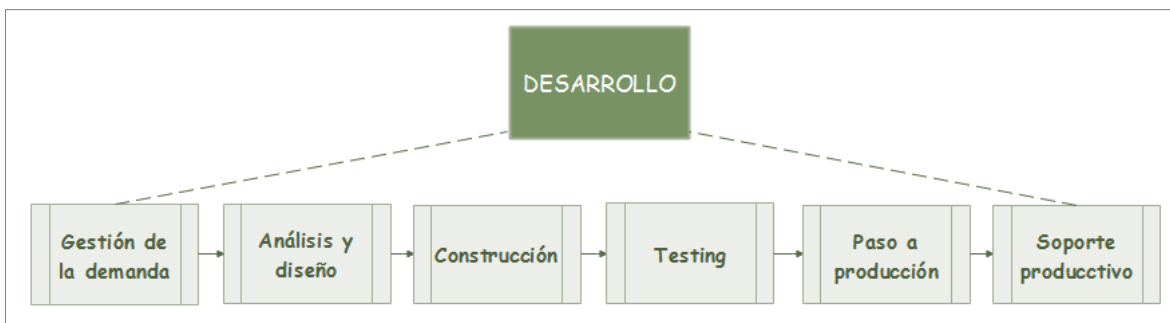 DESARROLLO
Gestión de
la demanda
Análisis y
diseño
Construcción
Testing
Paso a
producción
Soporte
producctivo